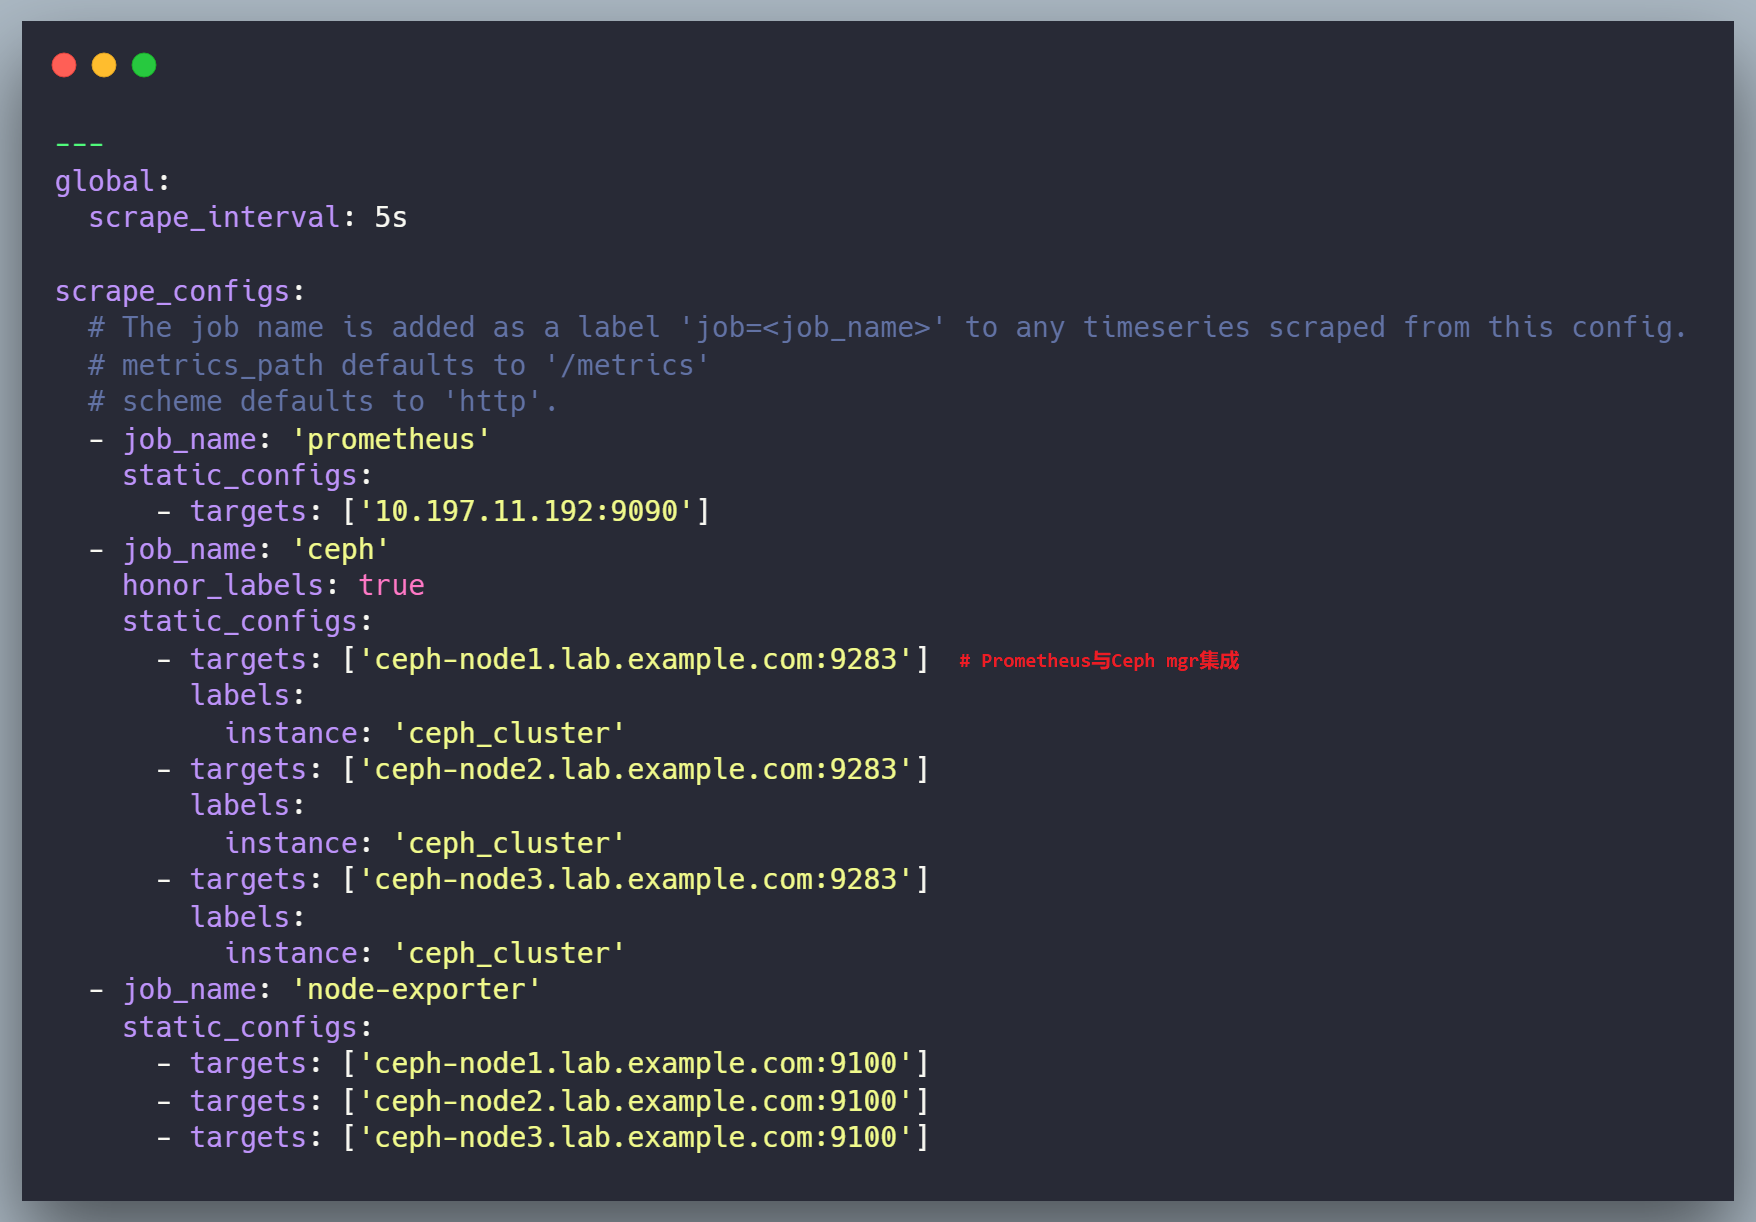 ---
global:
  scrape_interval: 5s

scrape_configs:
  # The job name is added as a label 'job=<job_name>' to any timeseries scraped from this config.
  # metrics_path defaults to '/metrics'
  # scheme defaults to 'http'.
  - job_name: 'prometheus'
    static_configs:
      - targets: ['10.197.11.192:9090']
  - job_name: 'ceph'
    honor_labels: true
    static_configs:
      - targets: ['ceph-node1.lab.example.com:9283']  # Prometheus与Ceph mgr集成
        labels:
          instance: 'ceph_cluster'
      - targets: ['ceph-node2.lab.example.com:9283']
        labels:
          instance: 'ceph_cluster'
      - targets: ['ceph-node3.lab.example.com:9283']
        labels:
          instance: 'ceph_cluster'
  - job_name: 'node-exporter'
    static_configs:
      - targets: ['ceph-node1.lab.example.com:9100']
      - targets: ['ceph-node2.lab.example.com:9100']
      - targets: ['ceph-node3.lab.example.com:9100']